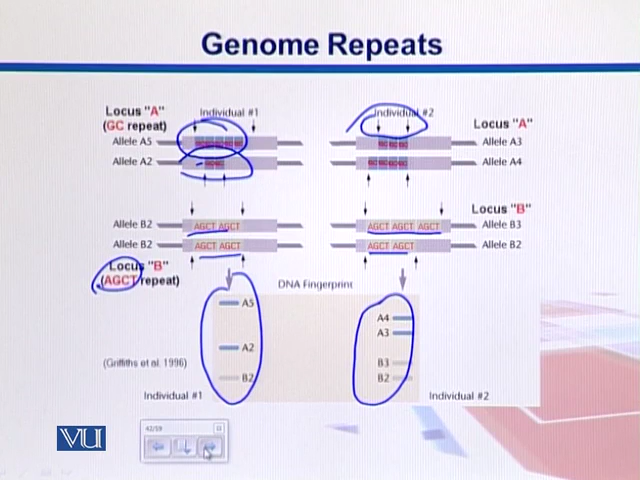 Genome Repeats
Locus "A"
(GC repeat)
Individual #1
Individual #2
Locus "A"
Allele A5
Allele A3
Allele A2
Allele A4
Locus "B"
Allele B2
AGCT AGCT
AGCT AGCT AGCT
Allele B3
Allele B2
AGCT AGCT
AGCT AGCT
Allele B2
Locus "B"
(AGCT repeat)
DNA Fingerprint
A5
A4
A3
A2
B3
B2
B2
(Griffiths et al. 1996)
Individual #1
Individual #2
VU
42/59